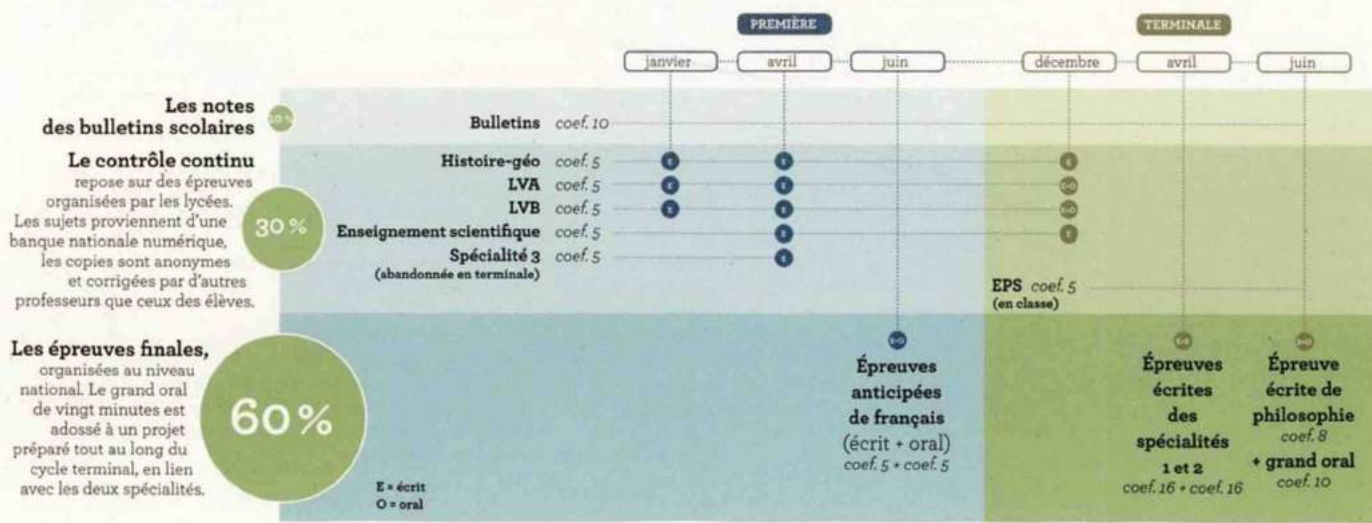 PREMIÈRE
TERMINALE
janvier avril juin décembre avril juin
Les notes
des bulletins scolaires
10 %
Bulletins coef. 10
Le contrôle continu
repose sur des épreuves
organisées par les lycées.
Les sujets proviennent d'une
banque nationale numérique,
les copies sont anonymes
et corrigées par d'autres
professeurs que ceux des élèves.
30 %
Histoire-géo coef. 5 E E E
LVA coef. 5 E E E+O
LVB coef. 5 E E E+O
Enseignement scientifique coef. 5 E E
Spécialité 3 coef. 5 E
(abandonnée en terminale)
EPS coef. 5
(en classe)
Les épreuves finales,
organisées au niveau
national. Le grand oral
de vingt minutes est
adossé à un projet
préparé tout au long du
cycle terminal, en lien
avec les deux spécialités.
60 %
E = écrit
O = oral
E+O
Épreuves
anticipées
de français
(écrit + oral)
coef. 5 + coef. 5
Épreuves
écrites
des
spécialités
1 et 2
coef. 16 + coef. 16
Épreuve
écrite de
philosophie
coef. 8
+ grand oral
coef. 10